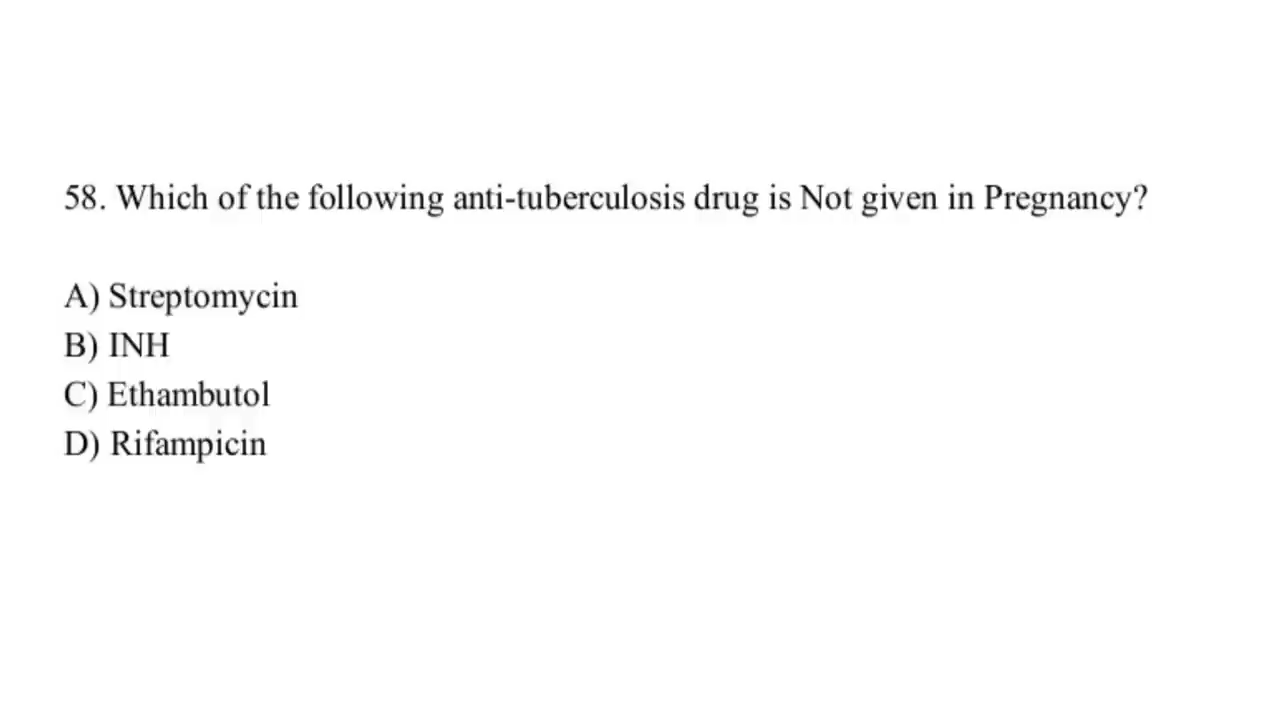 58. Which of the following anti-tuberculosis drug is Not given in Pregnancy?
A) Streptomycin
B) INH
C) Ethambutol
D) Rifampicin